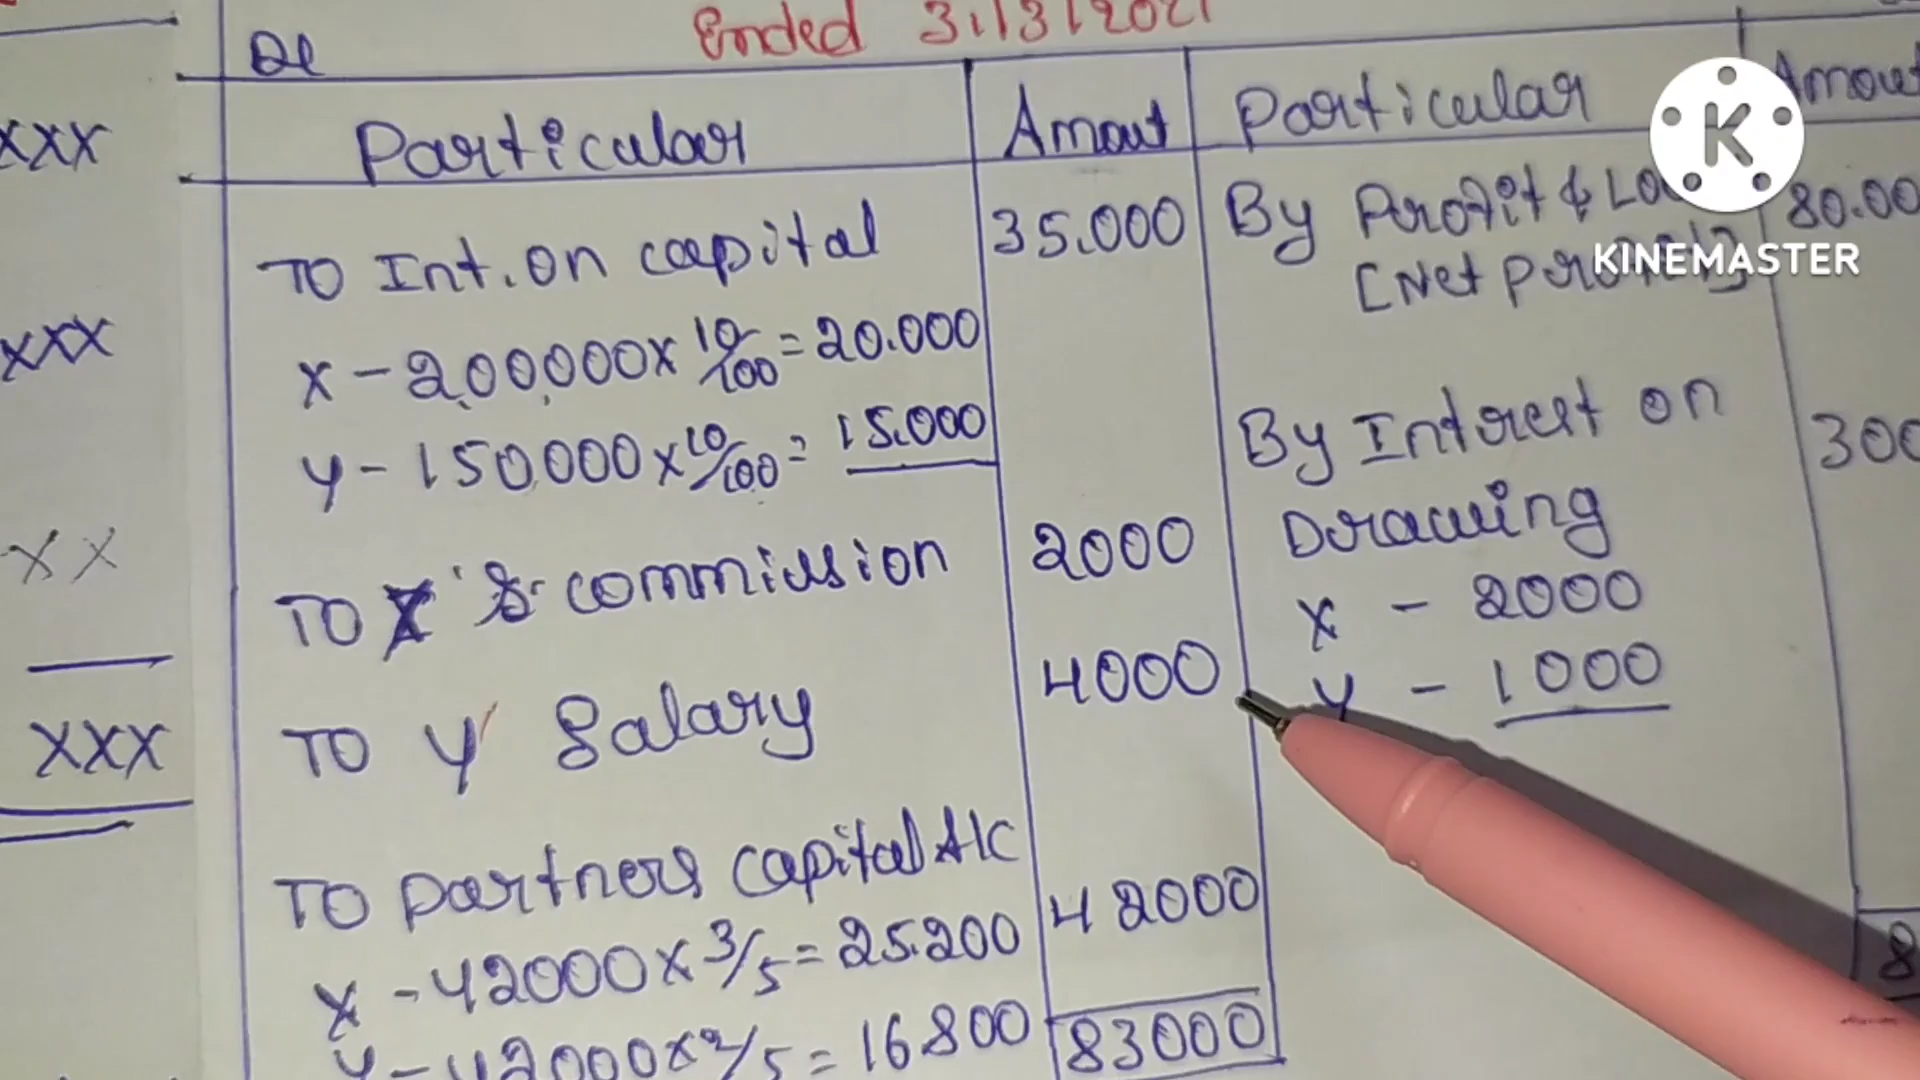 Ended 31/3/2021
Dr
Particular Amout Particular Amout
To Int. on capital 35.000 By Profit & Lo 80.00
[Net
x - 2,00,000 x 10/100 = 20.000
y - 150,000 x 10/100 = 15.000
By Interest on 300
Drawing
To X's commission 2000
x - 2000
To y' Salary 4000
y - 1000
To Partners capital A/c 42000
x - 42000 x 3/5 = 25.200
y - 42000 x 2/5 = 16800 83000
8
xxx
xxx
xx
xxx
K
KINEMASTER